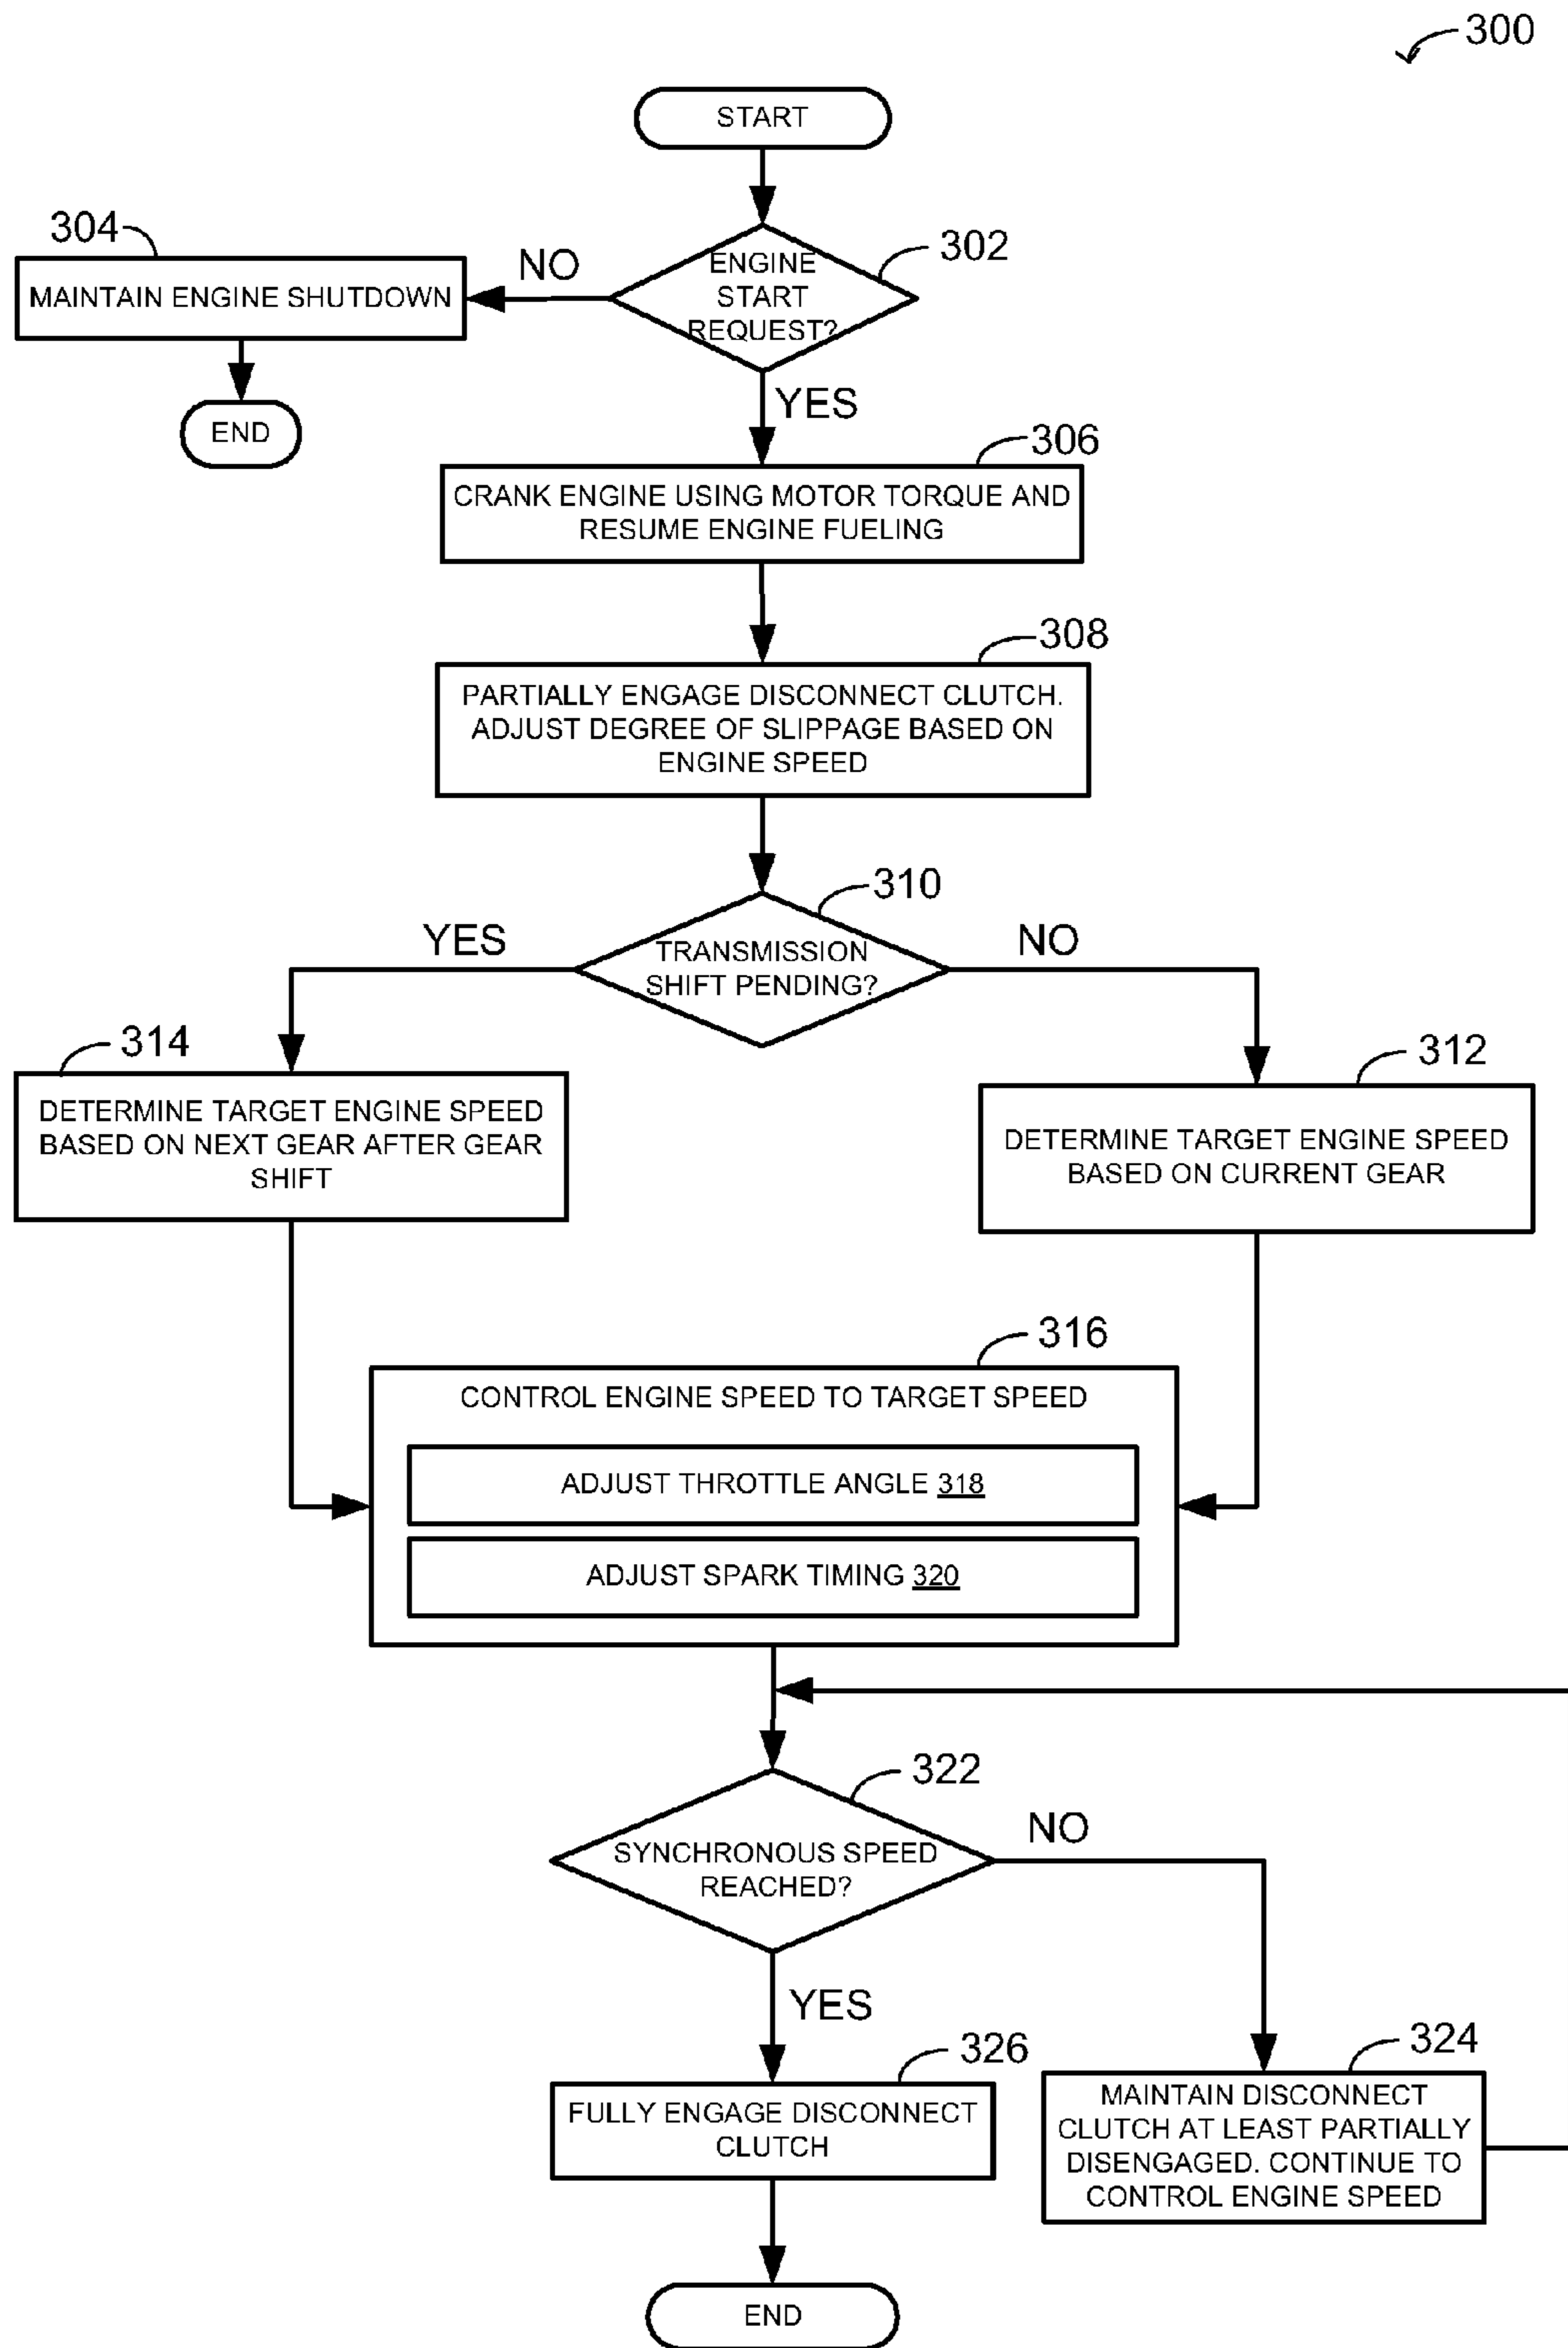 300
START
302
ENGINE
START
REQUEST?
NO
304
MAINTAIN ENGINE SHUTDOWN
END
YES
306
CRANK ENGINE USING MOTOR TORQUE AND
RESUME ENGINE FUELING
308
PARTIALLY ENGAGE DISCONNECT CLUTCH.
ADJUST DEGREE OF SLIPPAGE BASED ON
ENGINE SPEED
310
TRANSMISSION
SHIFT PENDING?
YES
NO
314
DETERMINE TARGET ENGINE SPEED
BASED ON NEXT GEAR AFTER GEAR
SHIFT
312
DETERMINE TARGET ENGINE SPEED
BASED ON CURRENT GEAR
316
CONTROL ENGINE SPEED TO TARGET SPEED
ADJUST THROTTLE ANGLE 318
ADJUST SPARK TIMING 320
322
SYNCHRONOUS SPEED
REACHED?
NO
YES
326
FULLY ENGAGE DISCONNECT
CLUTCH
324
MAINTAIN DISCONNECT
CLUTCH AT LEAST PARTIALLY
DISENGAGED. CONTINUE TO
CONTROL ENGINE SPEED
END